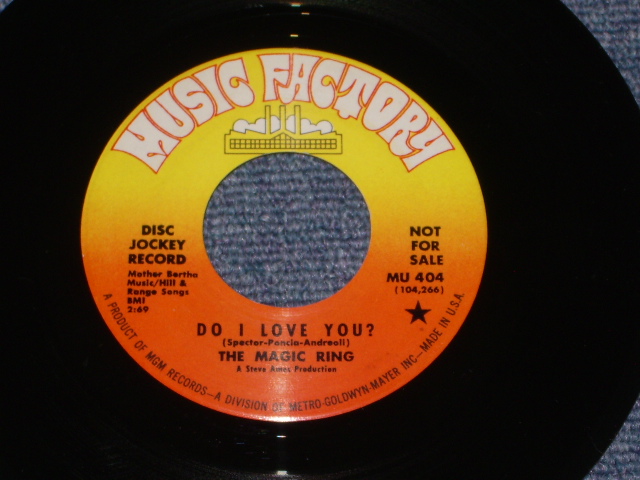 MUSIC FACTORY
DISC
JOCKEY
RECORD
Mother Bertha
Music/Hill &
Range Songs
BMI
2:69
NOT
FOR
SALE
MU 404
(104,266)
DO I LOVE YOU?
(Spector-Poncia-Andreoli)
THE MAGIC RING
A Steve Ames Production
A PRODUCT OF MGM RECORDS—A DIVISION OF METRO-GOLDWYN-MAYER INC.—MADE IN U.S.A.